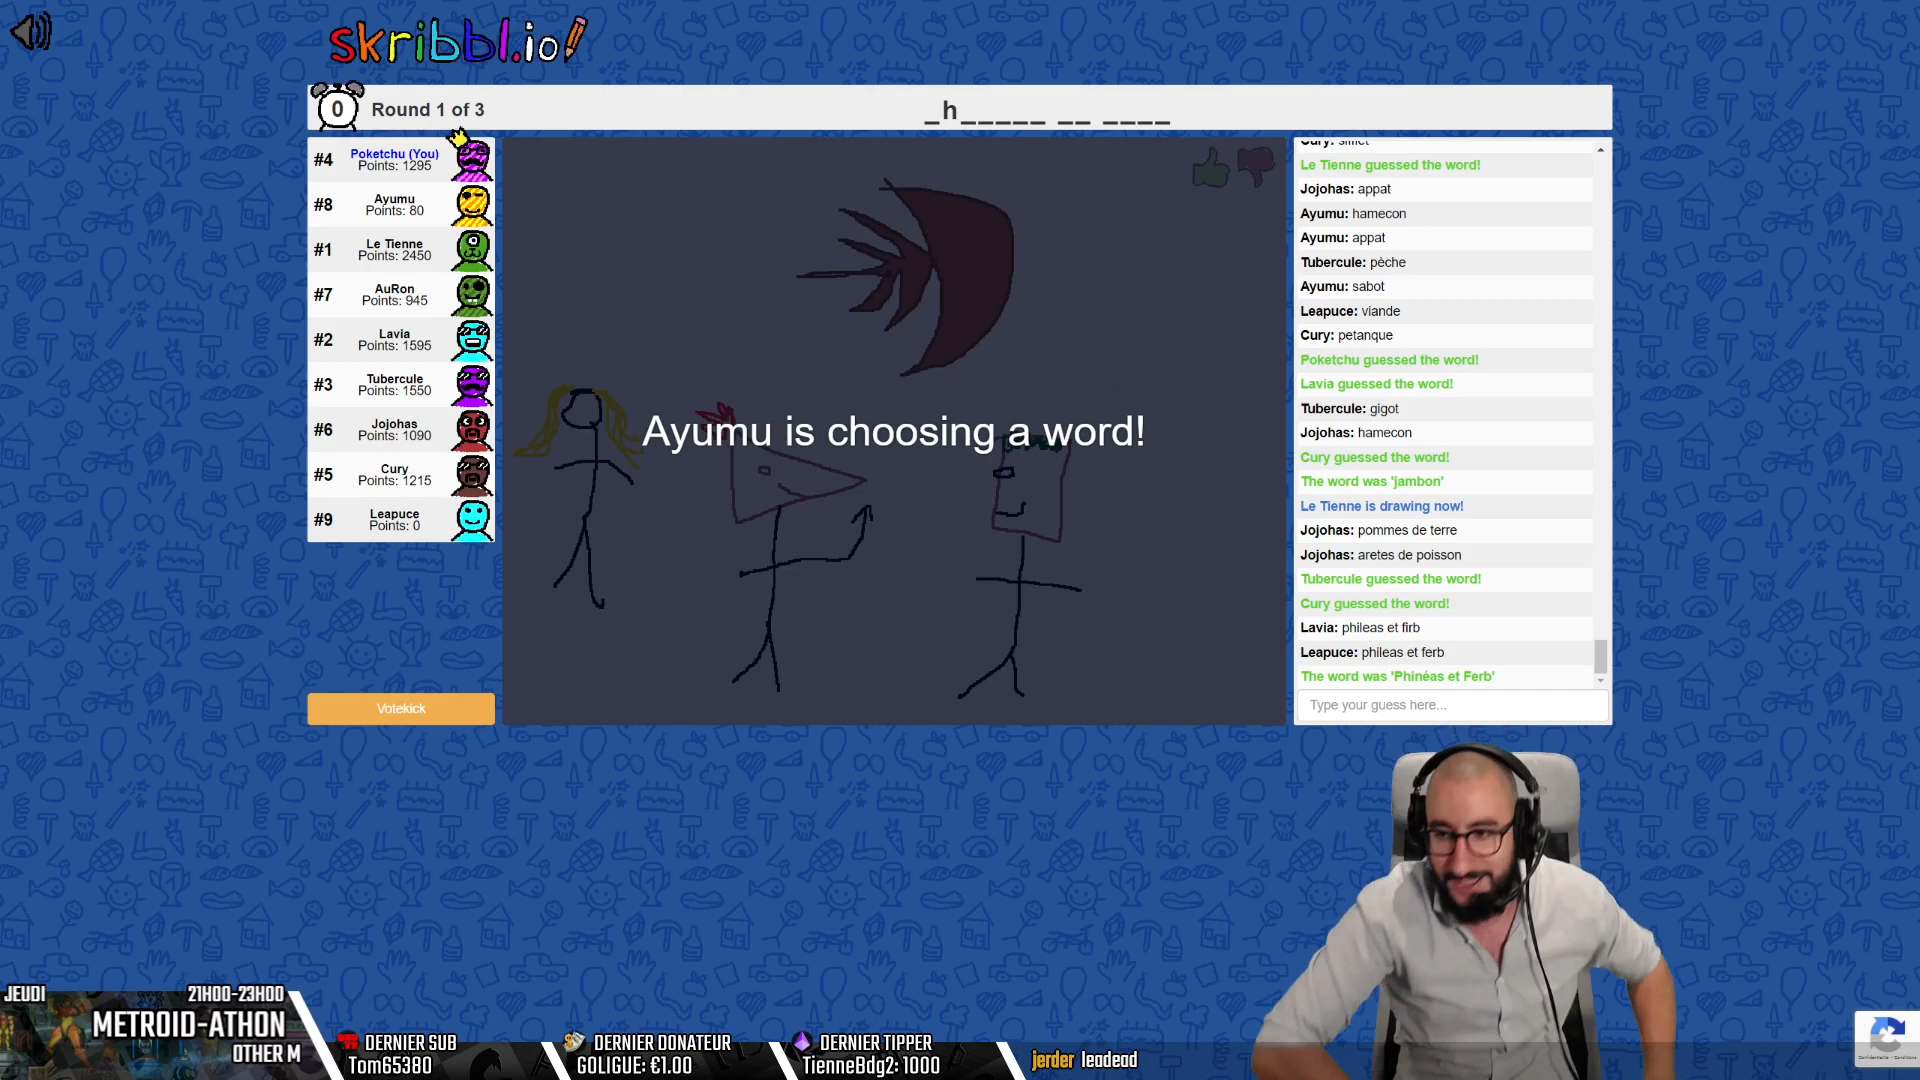 skribbl.io
0
Round 1 of 3
_h_____ __ ____
#4
Poketchu (You)
Points: 1295
#8
Ayumu
Points: 80
#1
Le Tienne
Points: 2450
#7
AuRon
Points: 945
#2
Lavia
Points: 1595
#3
Tubercule
Points: 1550
#6
Jojohas
Points: 1090
#5
Cury
Points: 1215
#9
Leapuce
Points: 0
Votekick
Ayumu is choosing a word!
Cury: sifflet
Le Tienne guessed the word!
Jojohas: appat
Ayumu: hamecon
Ayumu: appat
Tubercule: pèche
Ayumu: sabot
Leapuce: viande
Cury: petanque
Poketchu guessed the word!
Lavia guessed the word!
Tubercule: gigot
Jojohas: hamecon
Cury guessed the word!
The word was 'jambon'
Le Tienne is drawing now!
Jojohas: pommes de terre
Jojohas: aretes de poisson
Tubercule guessed the word!
Cury guessed the word!
Lavia: phileas et firb
Leapuce: phileas et ferb
The word was 'Phinéas et Ferb'
Type your guess here...
JEUDI
21H00-23H00
METROID-ATHON
OTHER M
DERNIER SUB
Tom65380
DERNIER DONATEUR
GOLIGUE: €1.00
DERNIER TIPPER
TienneBdg2: 1000
jerder leadead